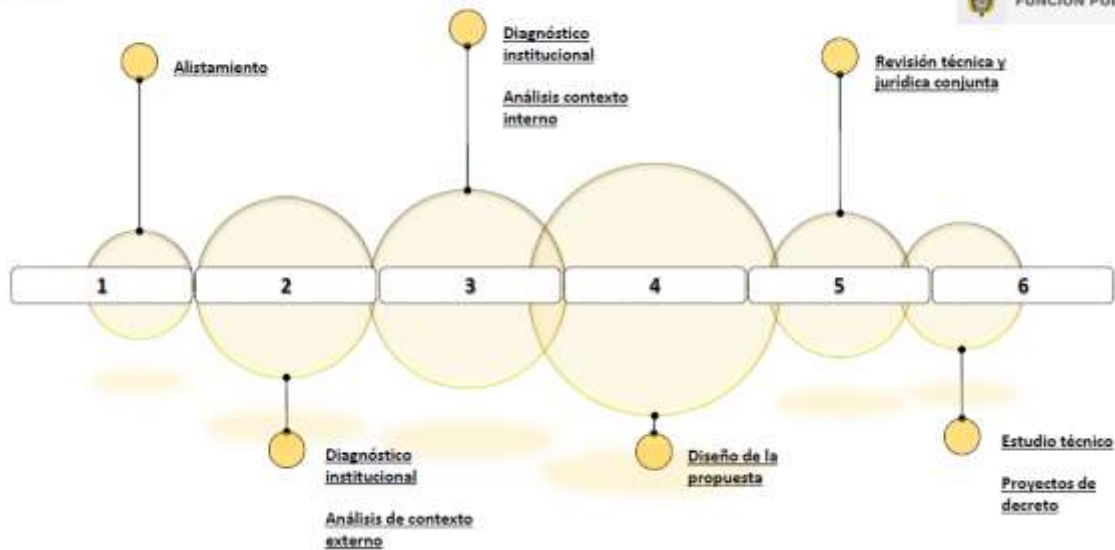 FUNCIÓN
Alistamiento
Diagnóstico
institucional
Análisis contexto
interno
Revisión técnica y
jurídica conjunta
1
2
3
4
5
6
Diagnóstico
institucional
Análisis de contexto
externo
Diseño de la
propuesta
Estudio técnico
Proyectos de
decreto